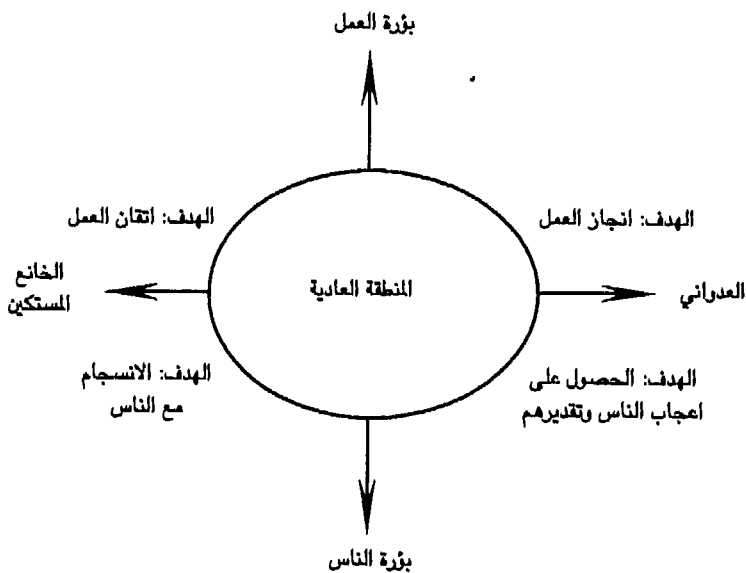 بؤرة العمل
الهدف: انجاز العمل
الهدف: اتقان العمل
العدواني
المنطقة العادية
الخانع
المستكين
الهدف: الحصول على
اعجاب الناس وتقديرهم
الهدف: الانسجام
مع الناس
بؤرة الناس